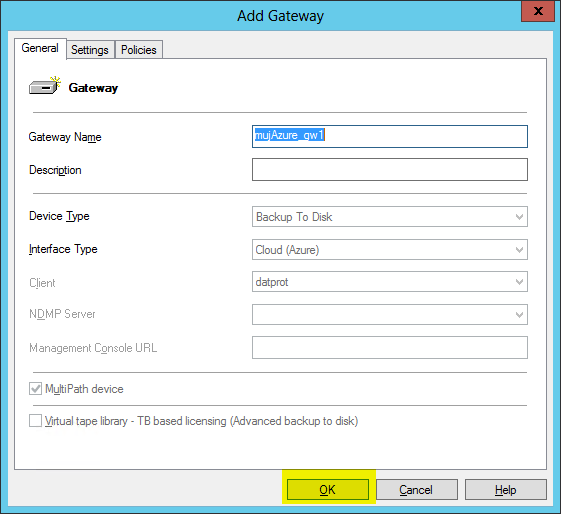 Add Gateway
General Settings Policies
Gateway
Gateway Name mujAzure_gw1
Description
Device Type Backup To Disk
Interface Type Cloud (Azure)
Client datprot
NDMP Server
Management Console URL
MultiPath device
Virtual tape library - TB based licensing (Advanced backup to disk)
OK Cancel Help